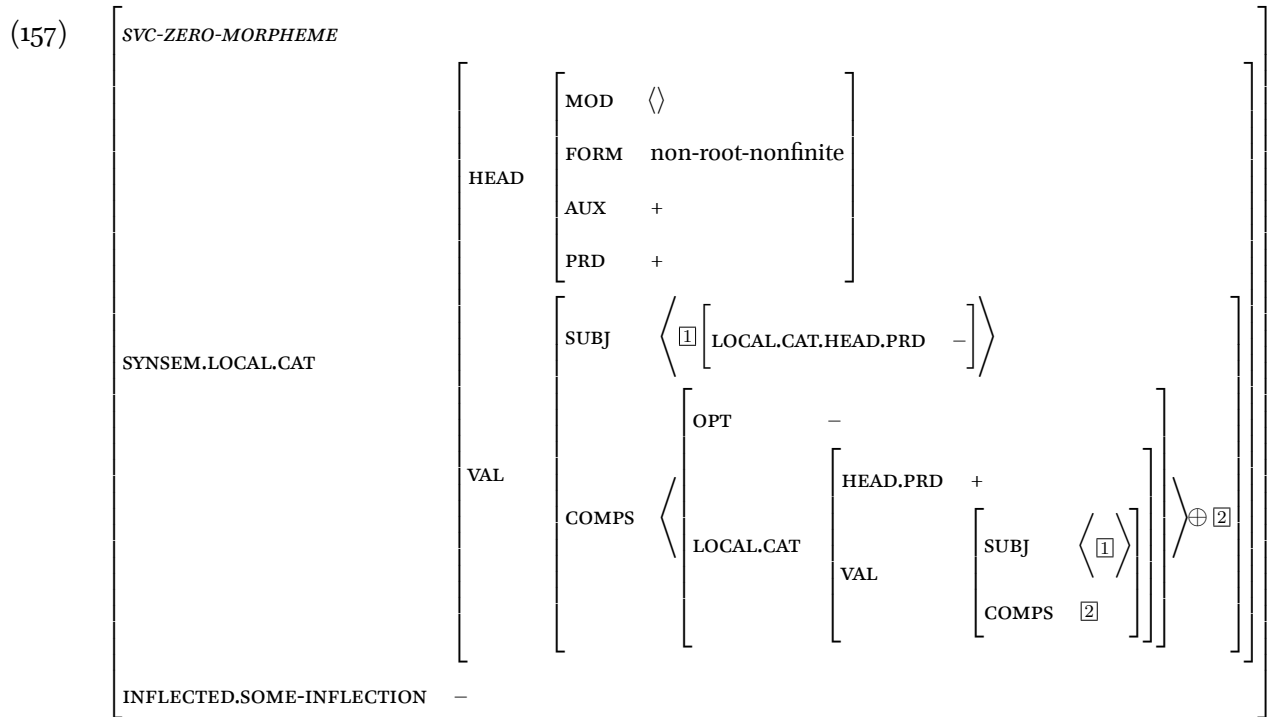 (157)
SVC-ZERO-MORPHEME
MOD ⟨⟩
FORM non-root-nonfinite
HEAD
AUX +
PRD +
SUBJ ⟨ 1 [ LOCAL.CAT.HEAD.PRD – ] ⟩
SYNSEM.LOCAL.CAT
OPT –
VAL
HEAD.PRD +
COMPS ⟨ ⟩ ⊕ 2
LOCAL.CAT
SUBJ ⟨ 1 ⟩
VAL
COMPS 2
INFLECTED.SOME-INFLECTION –